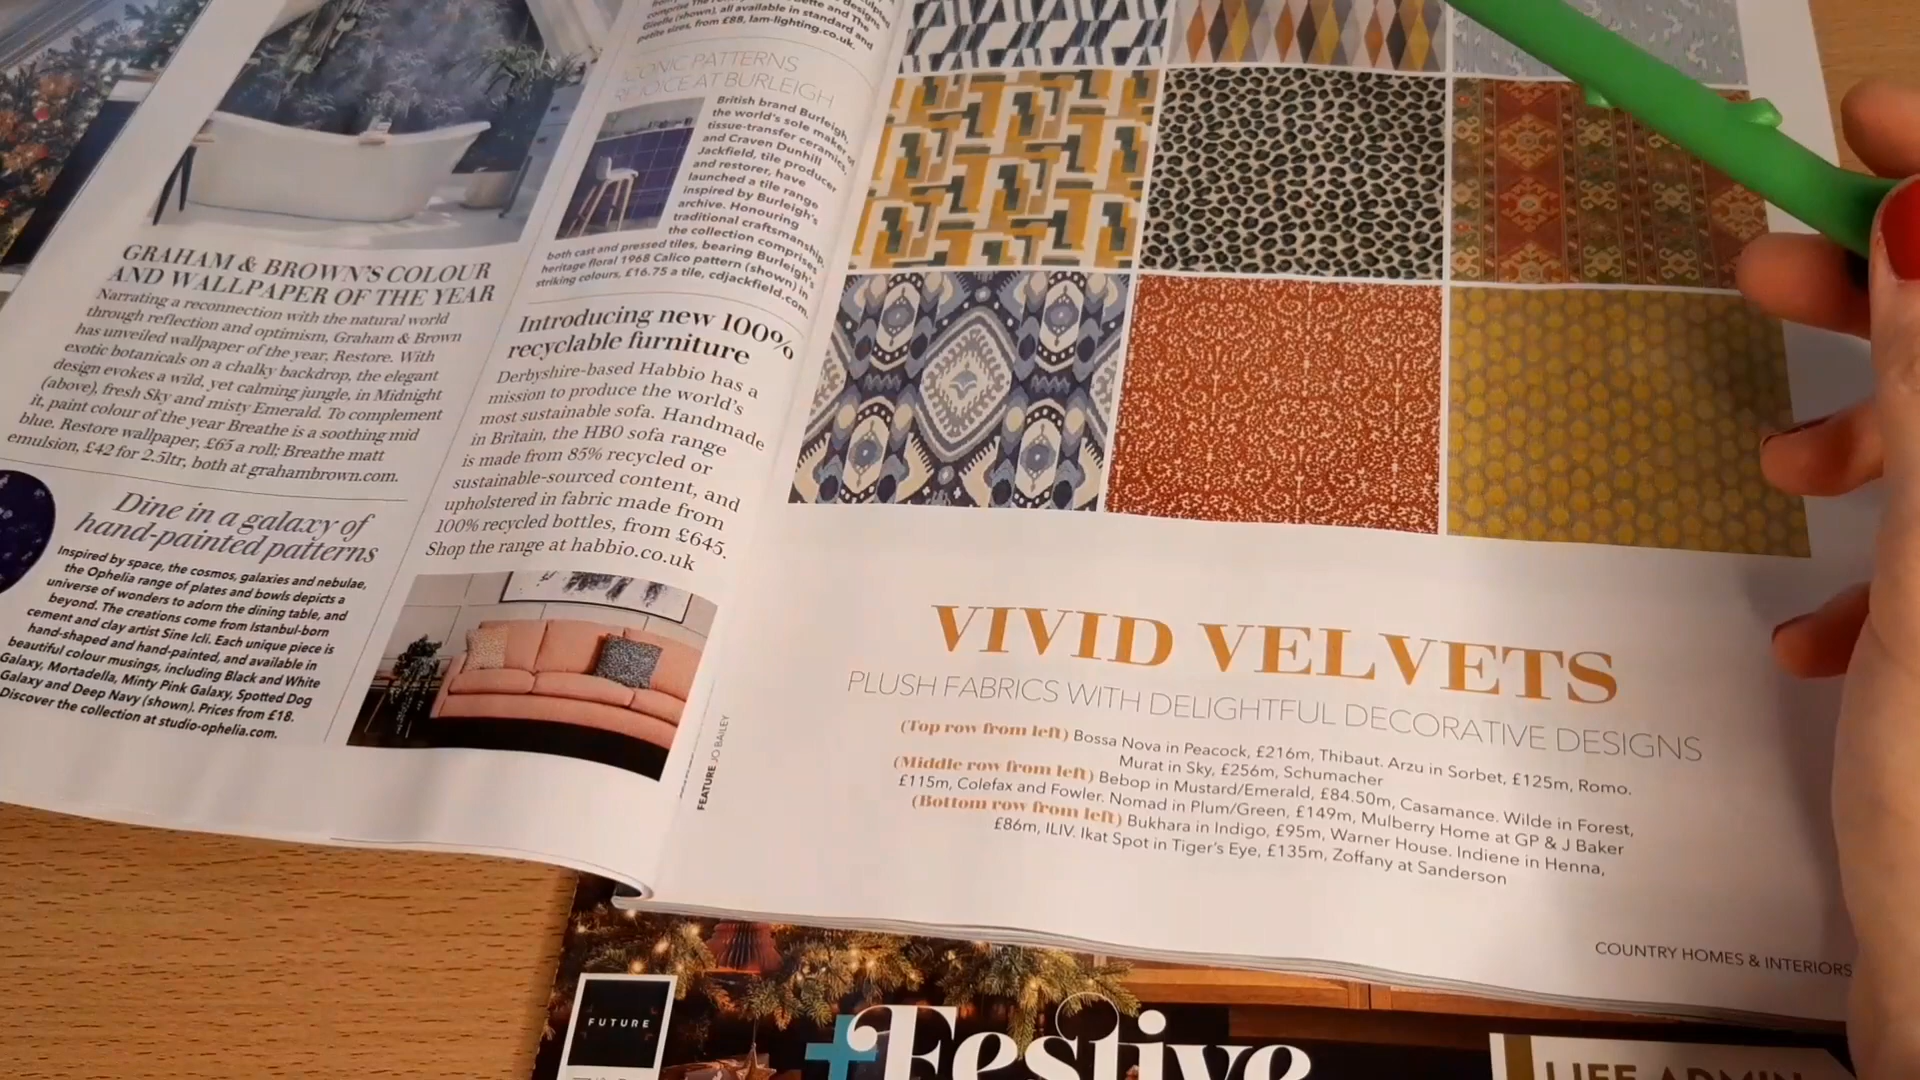 GRAHAM & BROWN'S COLOUR
AND WALLPAPER OF THE YEAR
Narrating a reconnection with the natural world
through reflection and optimism, Graham & Brown
has unveiled wallpaper of the year, Restore. With
exotic botanicals on a chalky backdrop, the elegant
design evokes a wild, yet calming jungle, in Midnight
(above), fresh Sky and misty Emerald. To complement
it, paint colour of the year Breathe is a soothing mid
blue. Restore wallpaper, £65 a roll; Breathe matt
emulsion, £42 for 2.5ltr, both at grahambrown.com.
Dine in a galaxy of
hand-painted patterns
Inspired by space, the cosmos, galaxies and nebulae,
the Ophelia range of plates and bowls depicts a
universe of wonders to adorn the dining table, and
beyond. The creations come from Istanbul-born
cement and clay artist Sine Icli. Each unique piece is
hand-shaped and hand-painted, and available in
beautiful colour musings, including Black and White
Galaxy, Mortadella, Minty Pink Galaxy, Spotted Dog
Galaxy and Deep Navy (shown). Prices from £18.
Discover the collection at studio-ophelia.com.
Giselle (shown), all available in standard and
petite sizes, from £88, lam-lighting.co.uk.
ICONIC PATTERNS
REJOICE AT BURLEIGH
British brand Burleigh,
the world's sole maker of
tissue-transfer ceramics,
and Craven Dunhill
Jackfield, tile producer
and restorer, have
launched a tile range
inspired by Burleigh's
archive. Honouring
traditional craftsmanship,
the collection comprises
both cast and pressed tiles, bearing Burleigh's
heritage floral 1968 Calico pattern (shown) in
striking colours, £16.75 a tile, cdjackfield.com.
Introducing new 100%
recyclable furniture
Derbyshire-based Habbio has a
mission to produce the world's
most sustainable sofa. Handmade
in Britain, the HBO sofa range
is made from 85% recycled or
sustainable-sourced content, and
upholstered in fabric made from
100% recycled bottles, from £645.
Shop the range at habbio.co.uk
FEATURE JO BAILEY
VIVID VELVETS
PLUSH FABRICS WITH DELIGHTFUL DECORATIVE DESIGNS
(Top row from left) Bossa Nova in Peacock, £216m, Thibaut. Arzu in Sorbet, £125m, Romo.
Murat in Sky, £256m, Schumacher
(Middle row from left) Bebop in Mustard/Emerald, £84.50m, Casamance. Wilde in Forest,
£115m, Colefax and Fowler. Nomad in Plum/Green, £149m, Mulberry Home at GP & J Baker
(Bottom row from left) Bukhara in Indigo, £95m, Warner House. Indiene in Henna,
£86m, ILIV. Ikat Spot in Tiger's Eye, £135m, Zoffany at Sanderson
COUNTRY HOMES & INTERIORS
FUTURE
+Festive
LIFE ADMIN